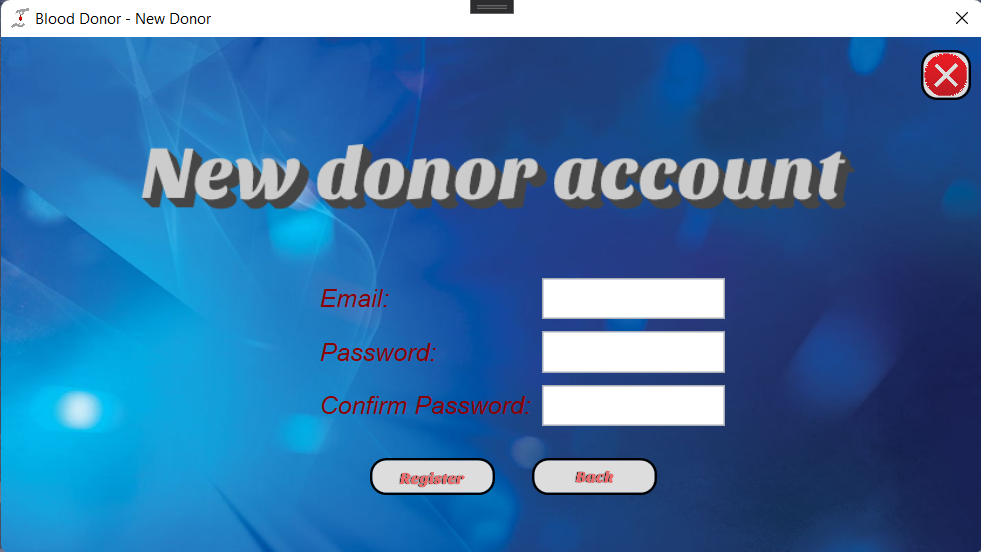 Blood Donor - New Donor
New donor account
Email:
Password:
Confirm Password:
Register
Back